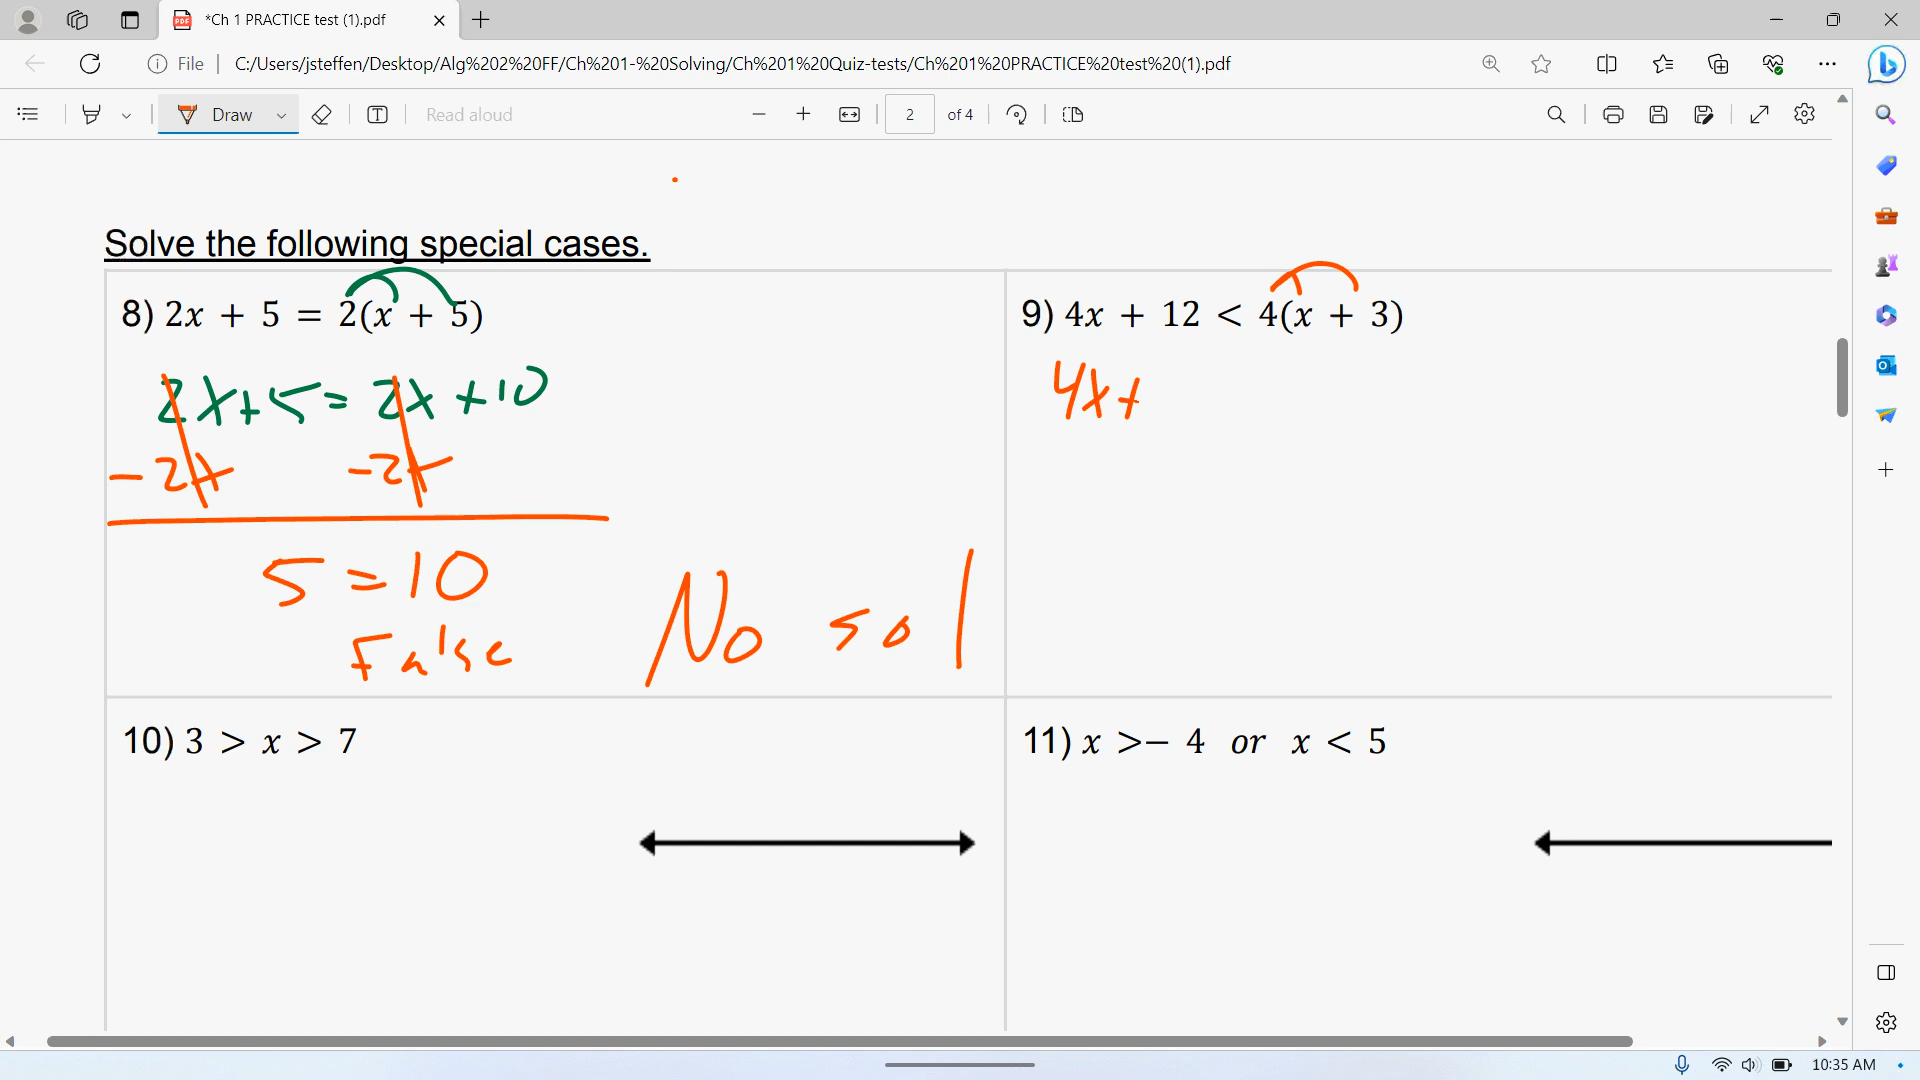 *Ch 1 PRACTICE test (1).pdf
File
C:/Users/jsteffen/Desktop/Alg%202%20FF/Ch%201-%20Solving/Ch%201%20Quiz-tests/Ch%201%20PRACTICE%20test%20(1).pdf
Draw
Read aloud
2 of 4
Solve the following special cases.
8) 2x + 5 = 2(x + 5)
2x+5 = 2x +10
-2x -2x
5 = 10
False
No sol
9) 4x + 12 < 4(x + 3)
4x+
10) 3 > x > 7
11) x >− 4 or x < 5
10:35 AM